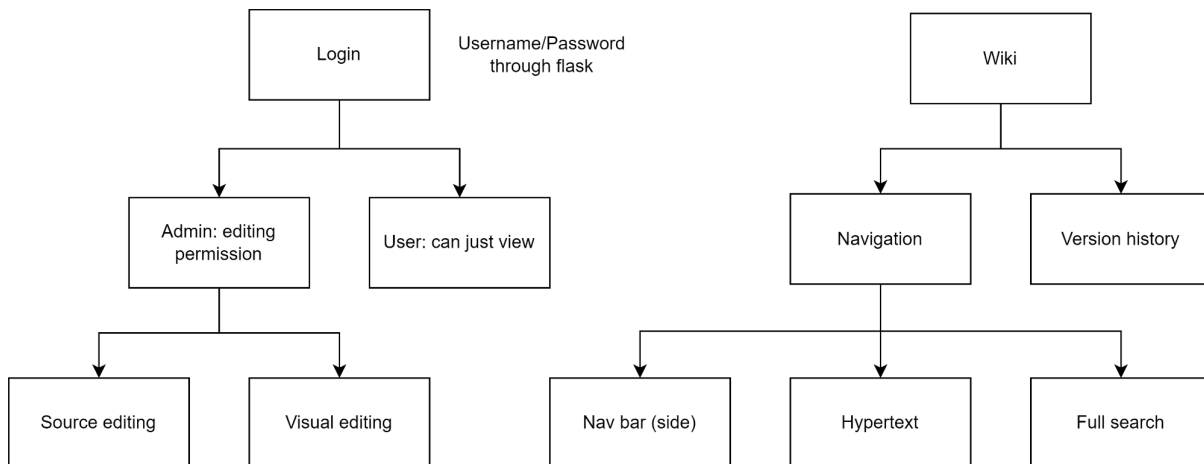 Login
Username/Password
through flask
Wiki
Admin: editing
permission
User: can just view
Navigation
Version history
Source editing
Visual editing
Nav bar (side)
Hypertext
Full search